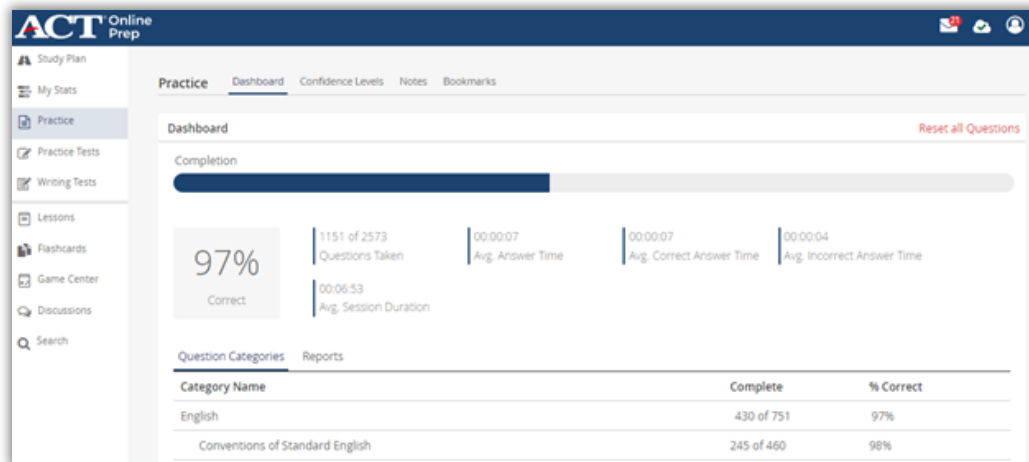 ACT Online Prep
21
Study Plan
My Stats
Practice
Practice Tests
Writing Tests
Lessons
Flashcards
Game Center
Discussions
Search
Practice Dashboard Confidence Levels Notes Bookmarks
Dashboard Reset all Questions
Completion
97%
Correct
1151 of 2573
Questions Taken
00:00:07
Avg. Answer Time
00:00:07
Avg. Correct Answer Time
00:00:04
Avg. Incorrect Answer Time
00:06:53
Avg. Session Duration
Question Categories Reports
Category Name Complete % Correct
English 430 of 751 97%
Conventions of Standard English 245 of 460 98%